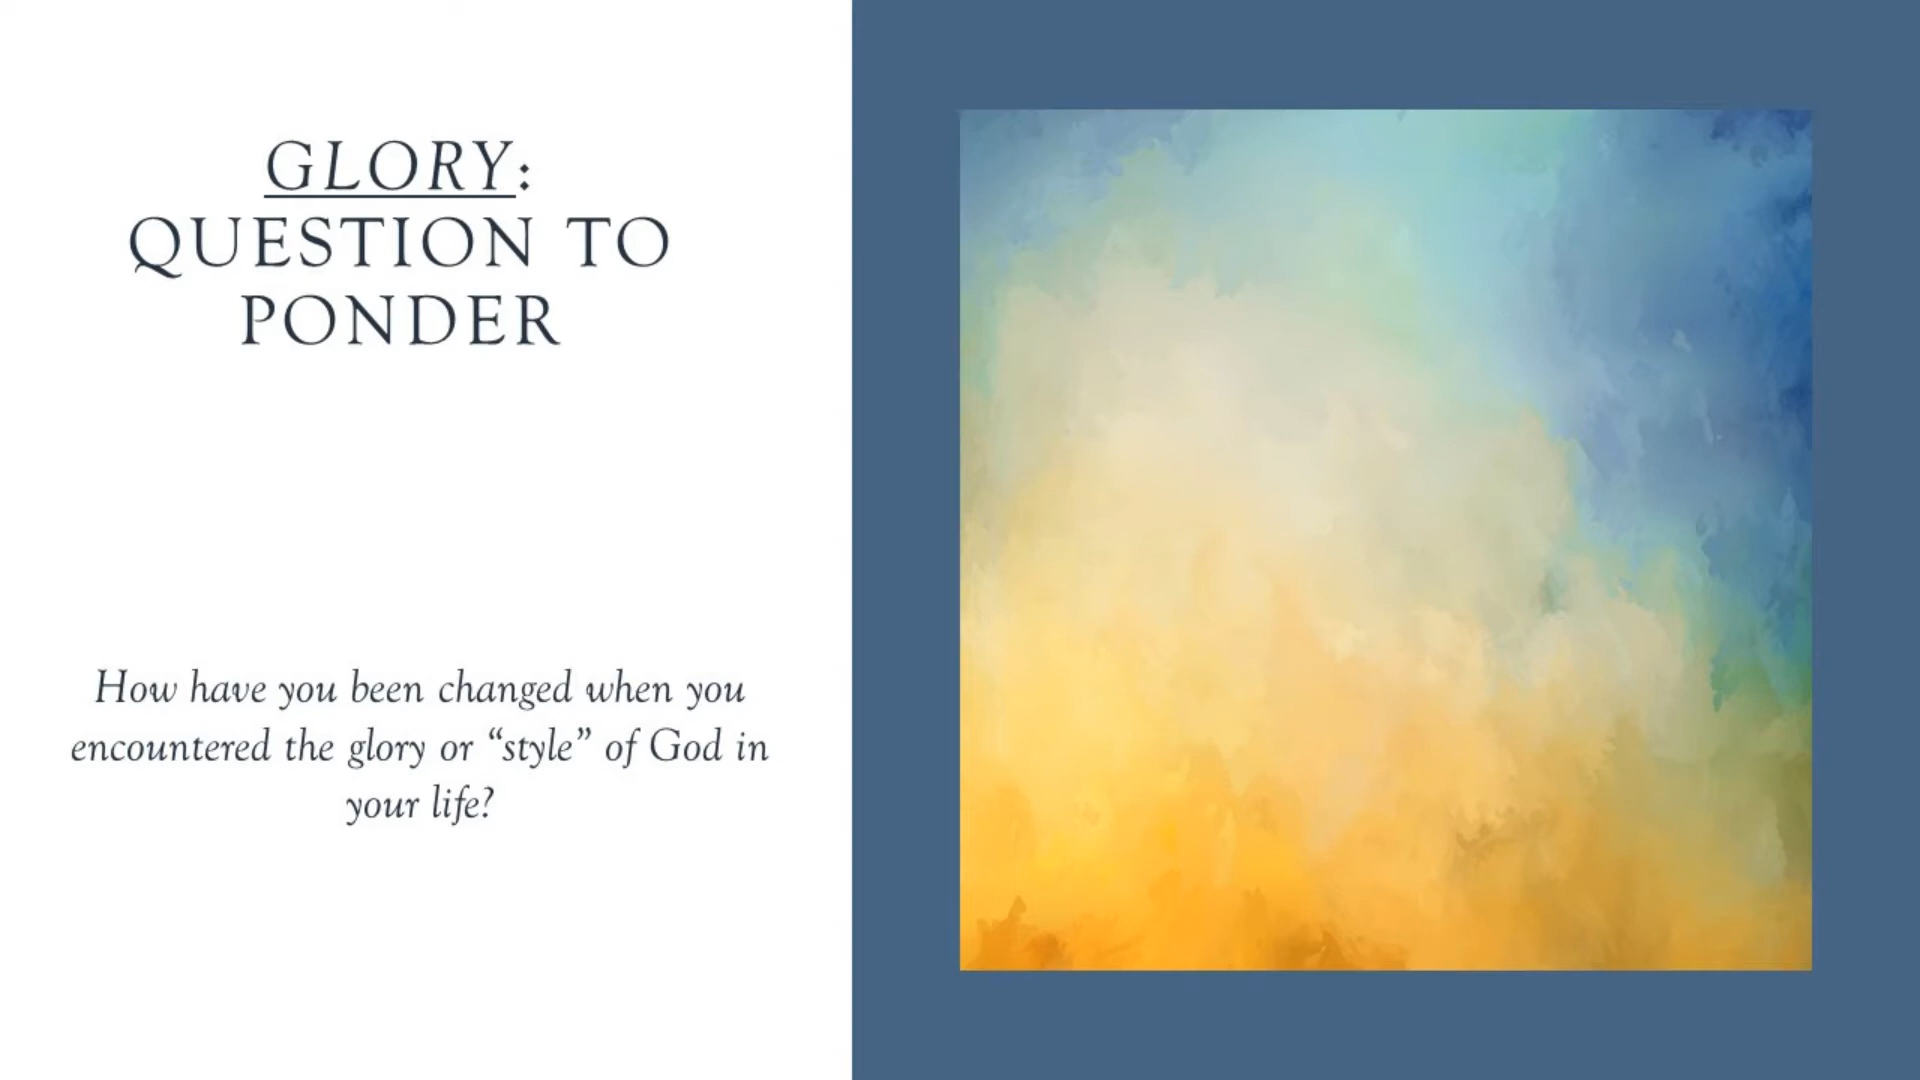 GLORY:
QUESTION TO
PONDER
How have you been changed when you
encountered the glory or “style” of God in
your life?